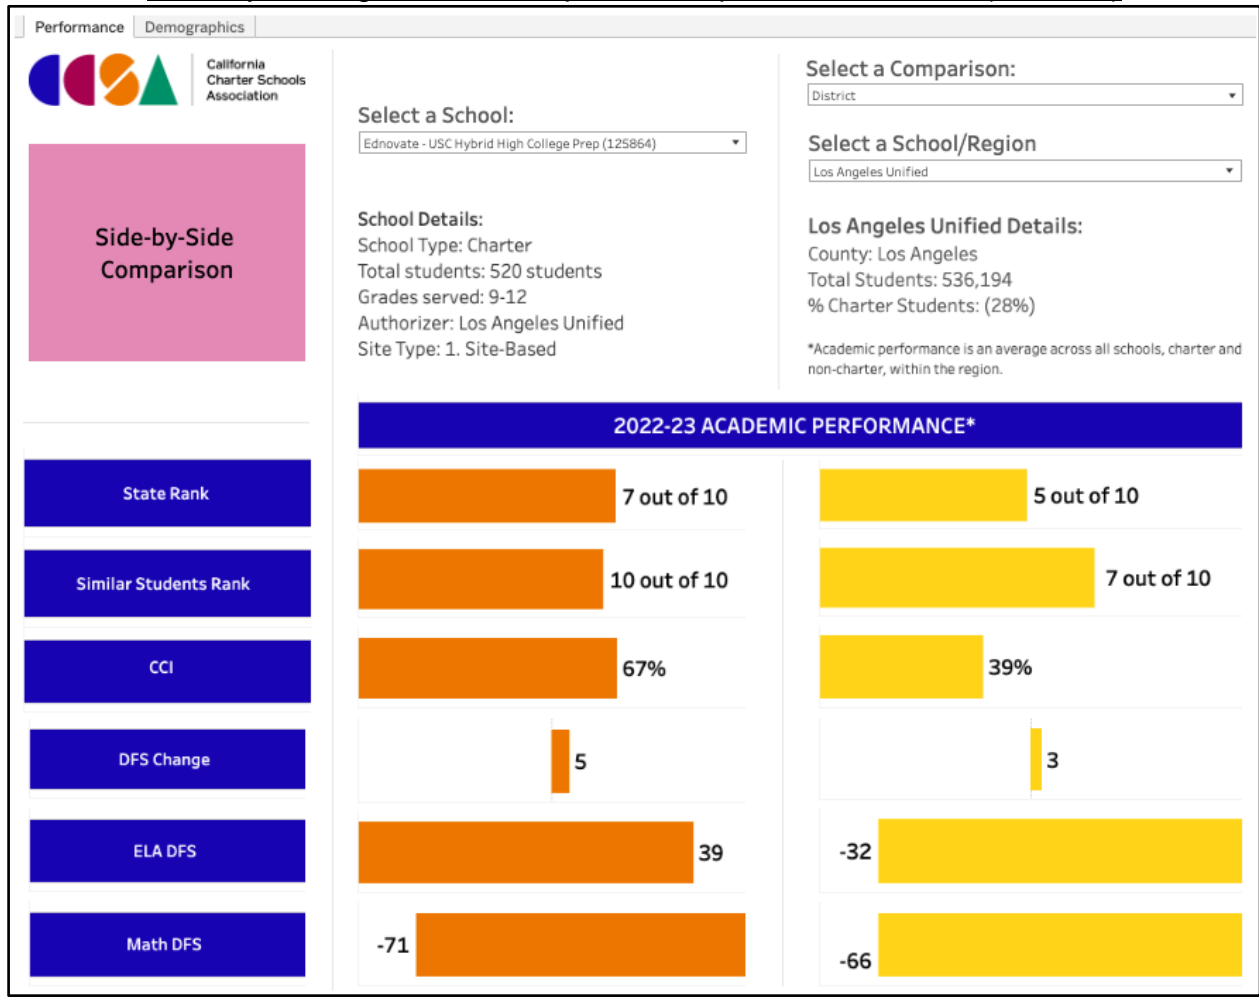 Performance
Demographics
California
Charter Schools
Association
Side-by-Side
Comparison
Select a School:
Ednovate - USC Hybrid High College Prep (125864)
School Details:
School Type: Charter
Total students: 520 students
Grades served: 9-12
Authorizer: Los Angeles Unified
Site Type: 1. Site-Based
Select a Comparison:
District
Select a School/Region
Los Angeles Unified
Los Angeles Unified Details:
County: Los Angeles
Total Students: 536,194
% Charter Students: (28%)
*Academic performance is an average across all schools, charter and
non-charter, within the region.
2022-23 ACADEMIC PERFORMANCE*
State Rank
7 out of 10
5 out of 10
Similar Students Rank
10 out of 10
7 out of 10
CCI
67%
39%
DFS Change
5
3
ELA DFS
39
-32
Math DFS
-71
-66